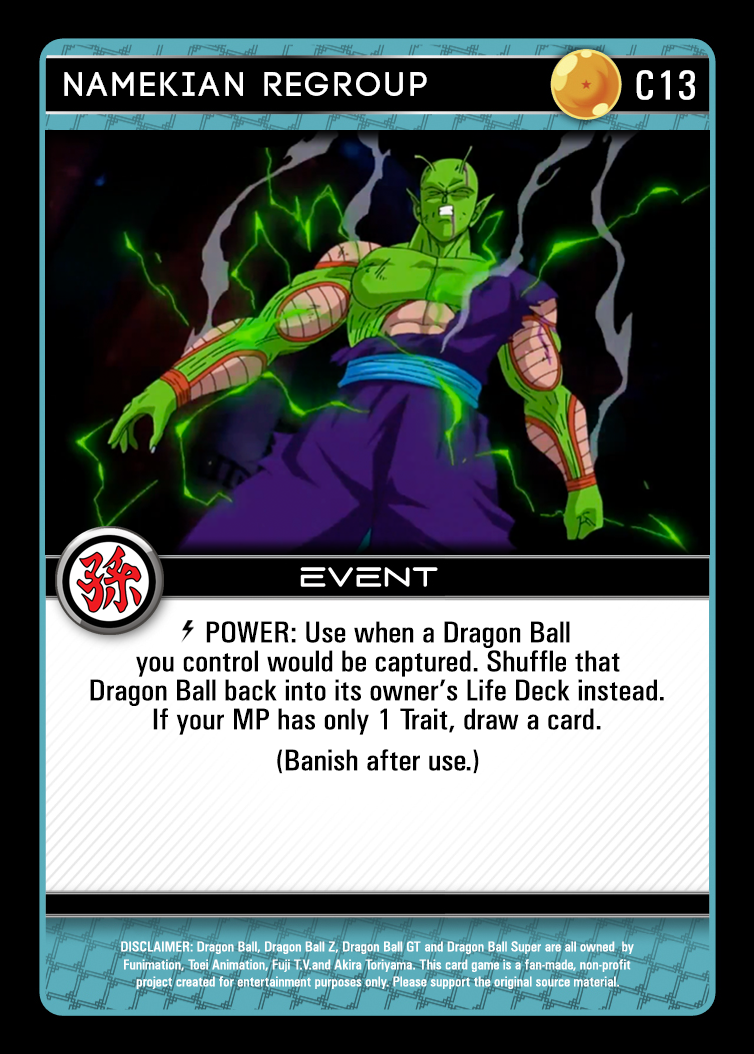 NAMEKIAN REGROUP
C13
孫
EVENT
POWER: Use when a Dragon Ball
you control would be captured. Shuffle that
Dragon Ball back into its owner's Life Deck instead.
If your MP has only 1 Trait, draw a card.
(Banish after use.)
DISCLAIMER: Dragon Ball, Dragon Ball Z, Dragon Ball GT and Dragon Ball Super are all owned by
Funimation, Toei Animation, Fuji T.V.and Akira Toriyama. This card game is a fan-made, non-profit
project created for entertainment purposes only. Please support the original source material.